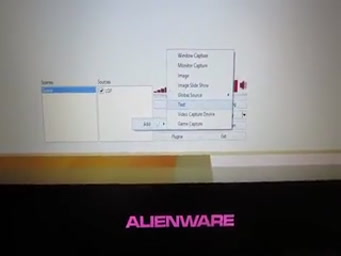 Window Capture
Monitor Capture
Image
Image Slide Show
Global Source
Scenes
Sources
Text
Video Capture Device
Add
Game Capture
ALIENWARE